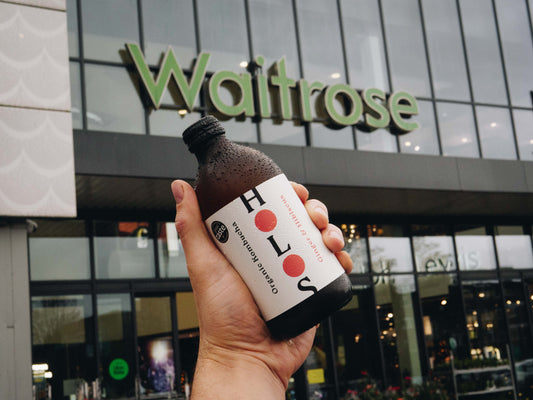 Waitrose
HOLOS
Ginger & Hibiscus
Organic Kombucha